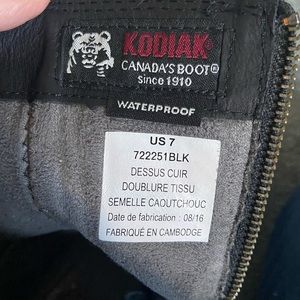 KODIAK
CANADA'S BOOT®
Since 1910
WATERPROOF
US 7
722251BLK
DESSUS CUIR
DOUBLURE TISSU
SEMELLE CAOUTCHOUC
Date de fabrication : 08/16
FABRIQUÉ EN CAMBODGE